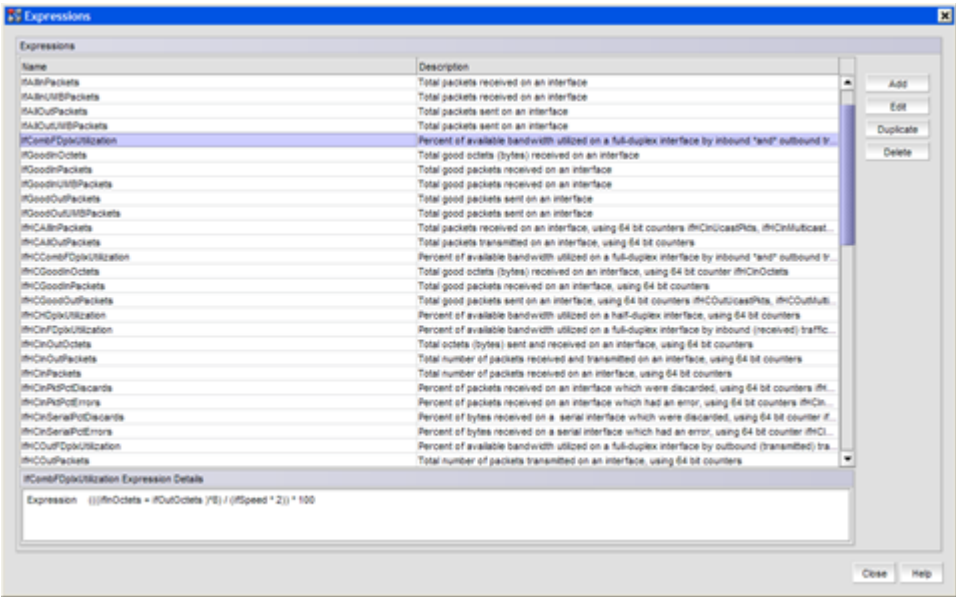 Expressions
Expressions
Name Description
IfAllInPackets Total packets received on an interface
IfAllInUMBPackets Total packets received on an interface
IfAllOutPackets Total packets sent on an interface
IfAllOutUMBPackets Total packets sent on an interface
IfCombFDplxUtilization Percent of available bandwidth utilized on a full-duplex interface by inbound *and* outbound tr...
IfGoodInOctets Total good octets (bytes) received on an interface
IfGoodInPackets Total good packets received on an interface
IfGoodInUMBPackets Total good packets received on an interface
IfGoodOutPackets Total good packets sent on an interface
IfGoodOutUMBPackets Total good packets sent on an interface
IfHCAllInPackets Total packets received on an interface, using 64 bit counters ifHCInUcastPkts, ifHCInMulticast...
IfHCAllOutPackets Total packets transmitted on an interface, using 64 bit counters
IfHCCombFDplxUtilization Percent of available bandwidth utilized on a full-duplex interface by inbound *and* outbound tr...
IfHCGoodInOctets Total good octets (bytes) received on an interface, using 64 bit counter ifHCInOctets
IfHCGoodInPackets Total good packets received on an interface, using 64 bit counters
IfHCGoodOutPackets Total good packets sent on an interface, using 64 bit counters ifHCOutUcastPkts, ifHCOutMulti...
IfHCHDplxUtilization Percent of available bandwidth utilized on a half-duplex interface, using 64 bit counters
IfHCInFDplxUtilization Percent of available bandwidth utilized on a full-duplex interface by inbound (received) traffic...
IfHCInOutOctets Total octets (bytes) sent and received on an interface, using 64 bit counters
IfHCInOutPackets Total number of packets received and transmitted on an interface, using 64 bit counters
IfHCInPackets Total number of packets received on an interface, using 64 bit counters
IfHCInPktPctDiscards Percent of packets received on an interface which were discarded, using 64 bit counters ifH...
IfHCInPktPctErrors Percent of packets received on an interface which had an error, using 64 bit counters ifHCIn...
IfHCInSerialPctDiscards Percent of bytes received on a serial interface which were discarded, using 64 bit counter if...
IfHCInSerialPctErrors Percent of bytes received on a serial interface which had an error, using 64 bit counter ifHCI...
IfHCOutFDplxUtilization Percent of available bandwidth utilized on a full-duplex interface by outbound (transmitted) tra...
IfHCOutPackets Total number of packets transmitted on an interface, using 64 bit counters
Add
Edit
Duplicate
Delete
IfCombFDplxUtilization Expression Details
Expression (((ifInOctets + ifOutOctets )*8) / (ifSpeed * 2)) * 100
Close Help